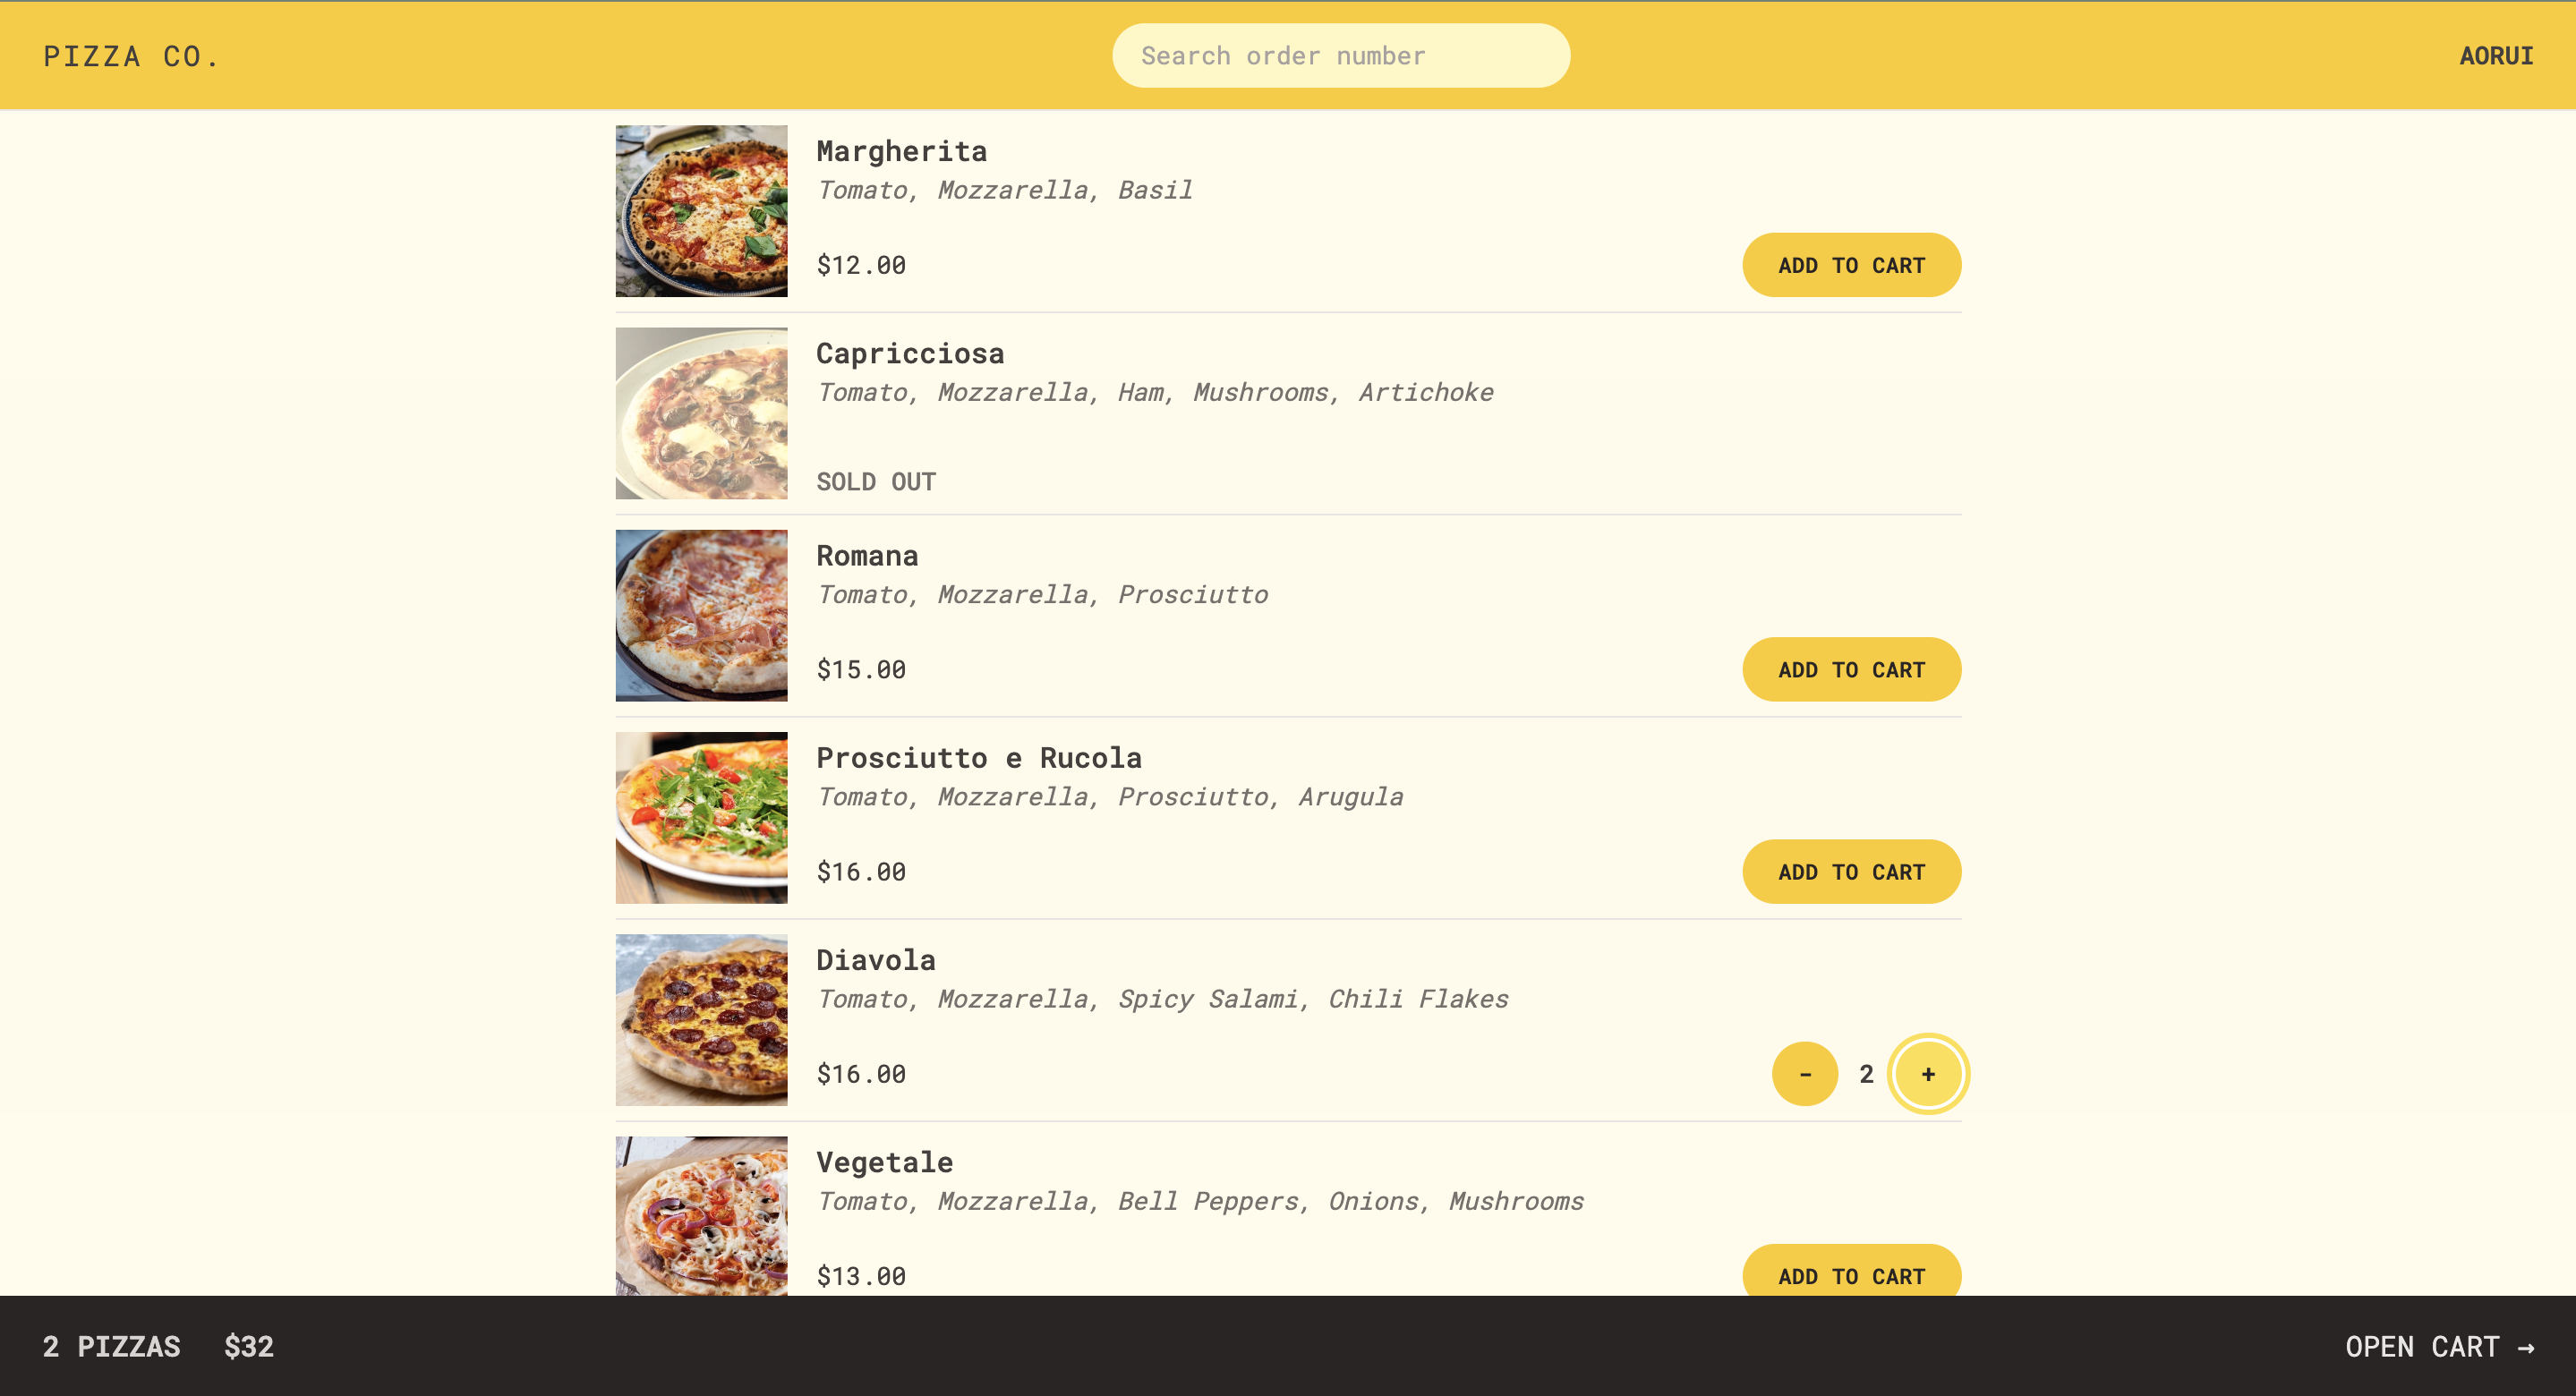 PIZZA CO.
Search order number
AORUI
Margherita
Tomato, Mozzarella, Basil
$12.00
ADD TO CART
Capricciosa
Tomato, Mozzarella, Ham, Mushrooms, Artichoke
SOLD OUT
Romana
Tomato, Mozzarella, Prosciutto
$15.00
ADD TO CART
Prosciutto e Rucola
Tomato, Mozzarella, Prosciutto, Arugula
$16.00
ADD TO CART
Diavola
Tomato, Mozzarella, Spicy Salami, Chili Flakes
$16.00
- 2 +
Vegetale
Tomato, Mozzarella, Bell Peppers, Onions, Mushrooms
$13.00
ADD TO CART
2 PIZZAS $32
OPEN CART →